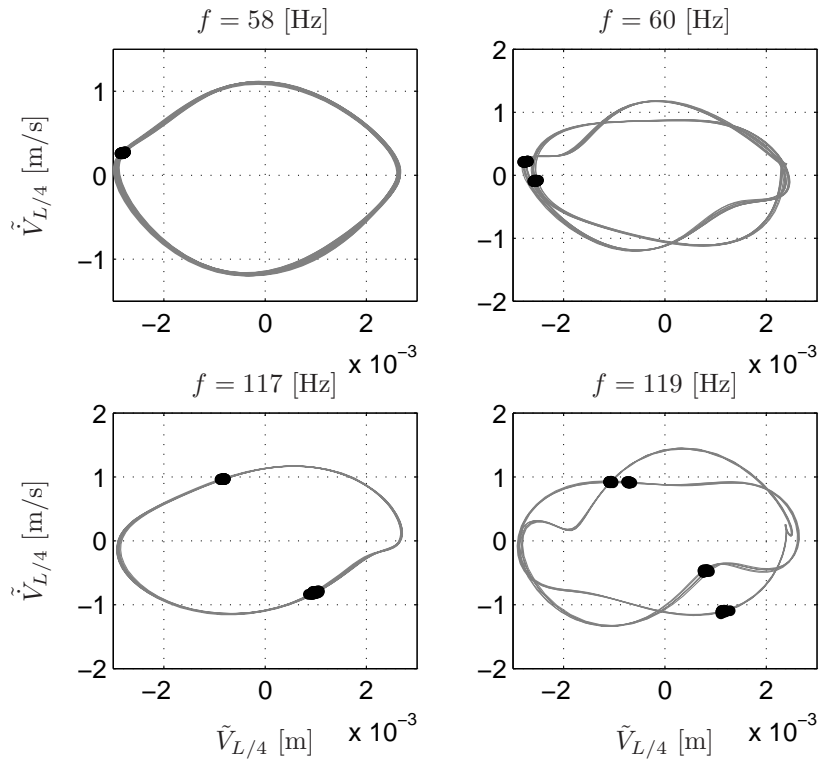 f = 58 [Hz]
f = 60 [Hz]
1
0
−1
−2
0
2
x 10⁻³
2
1
0
−1
−2
−2
0
2
x 10⁻³
Ṽ̇_{L/4} [m/s]
f = 117 [Hz]
f = 119 [Hz]
2
1
0
−1
−2
−2
0
2
x 10⁻³
2
1
0
−1
−2
−2
0
2
x 10⁻³
Ṽ̇_{L/4} [m/s]
Ṽ_{L/4} [m]
Ṽ_{L/4} [m]